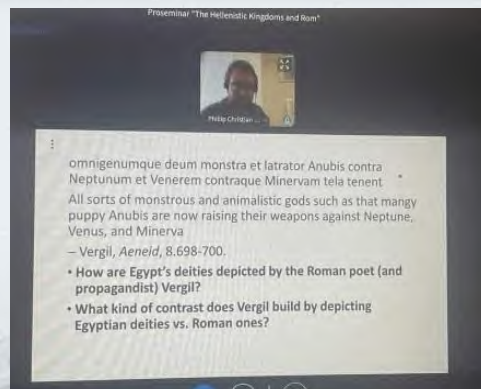 Proseminar "The Hellenistic Kingdoms and Rom"
Phillip Christian ...
omnigenumque deum monstra et latrator Anubis contra
Neptunum et Venerem contraque Minervam tela tenent
All sorts of monstrous and animalistic gods such as that mangy
puppy Anubis are now raising their weapons against Neptune,
Venus, and Minerva
– Vergil, Aeneid, 8.698-700.
• How are Egypt's deities depicted by the Roman poet (and
propagandist) Vergil?
• What kind of contrast does Vergil build by depicting
Egyptian deities vs. Roman ones?